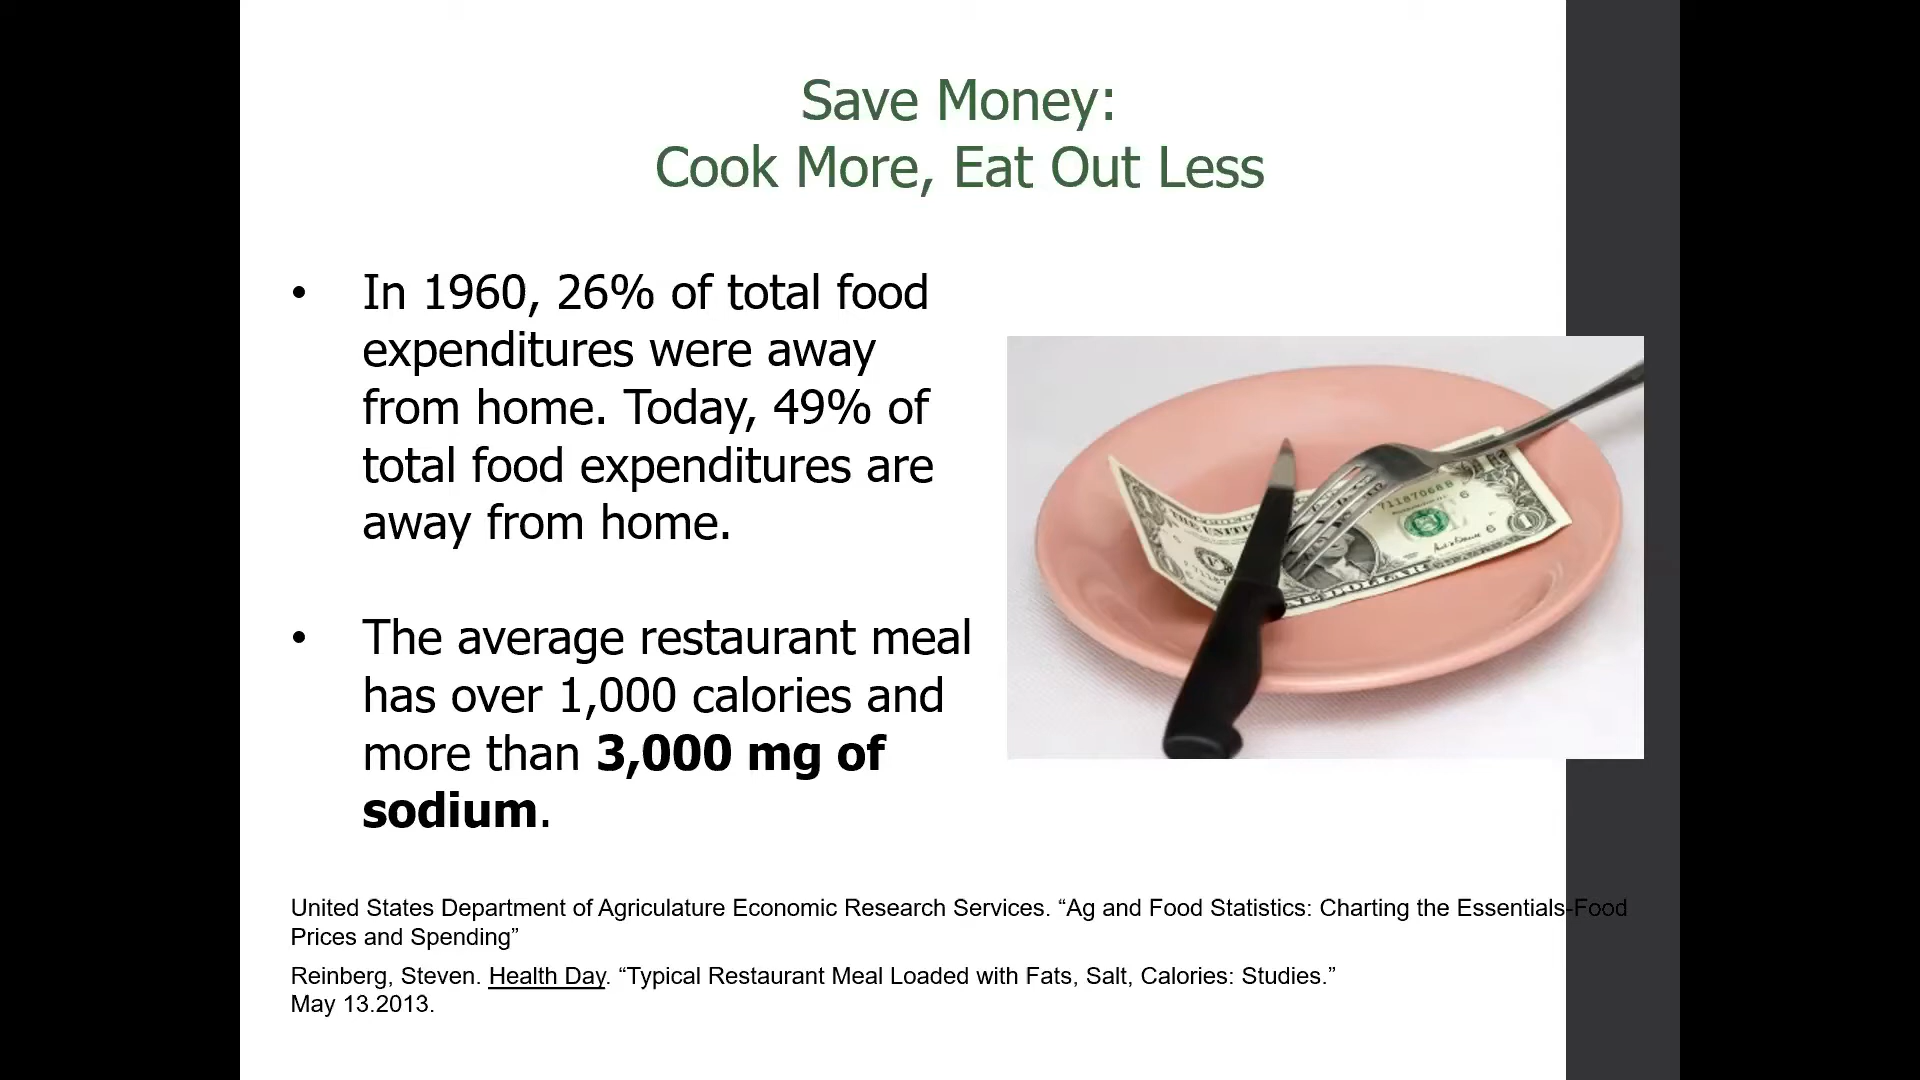 Save Money:
Cook More, Eat Out Less
• In 1960, 26% of total food
expenditures were away
from home. Today, 49% of
total food expenditures are
away from home.
• The average restaurant meal
has over 1,000 calories and
more than 3,000 mg of
sodium.
United States Department of Agriculture Economic Research Services. “Ag and Food Statistics: Charting the Essentials-Food
Prices and Spending”
Reinberg, Steven. Health Day. “Typical Restaurant Meal Loaded with Fats, Salt, Calories: Studies.”
May 13.2013.